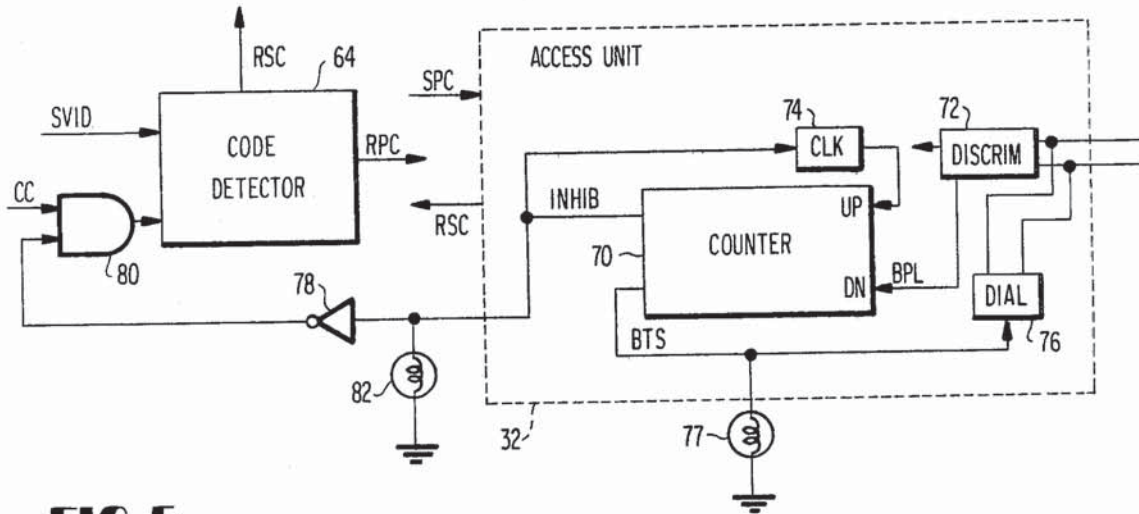 RSC
64
SVID
CODE
DETECTOR
RPC
CC
80
78
82
SPC
RSC
ACCESS UNIT
74
CLK
72
DISCRIM
INHIB
UP
70
COUNTER
DN
BPL
DIAL
76
BTS
32
77